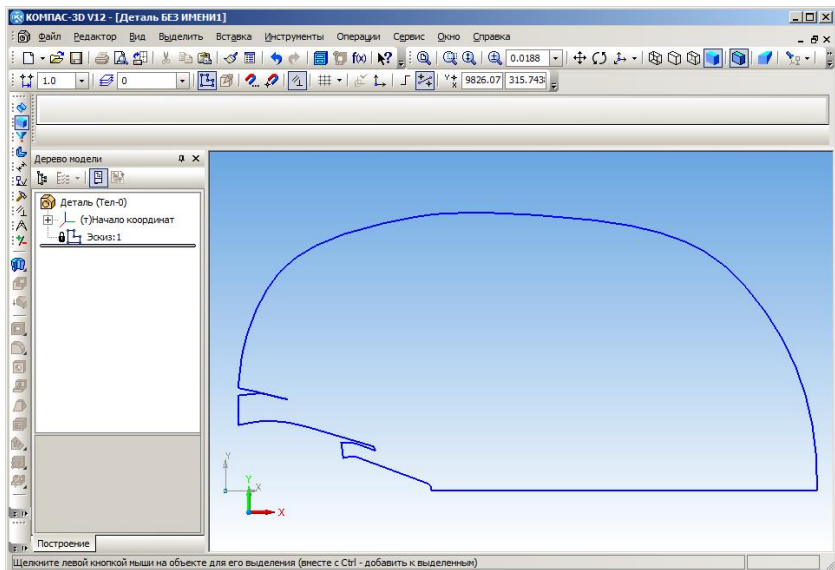 КОМПАС-3D V12 - [Деталь БЕЗ ИМЕНИ1]
Файл Редактор Вид Выделить Вставка Инструменты Операции Сервис Окно Справка
0.0188
1.0 0 9826.07 315.743
Дерево модели
Деталь (Тел-0)
(т)Начало координат
Эскиз:1
Y
Y
X
X
Построение
Щелкните левой кнопкой мыши на объекте для его выделения (вместе с Ctrl - добавить к выделенным)